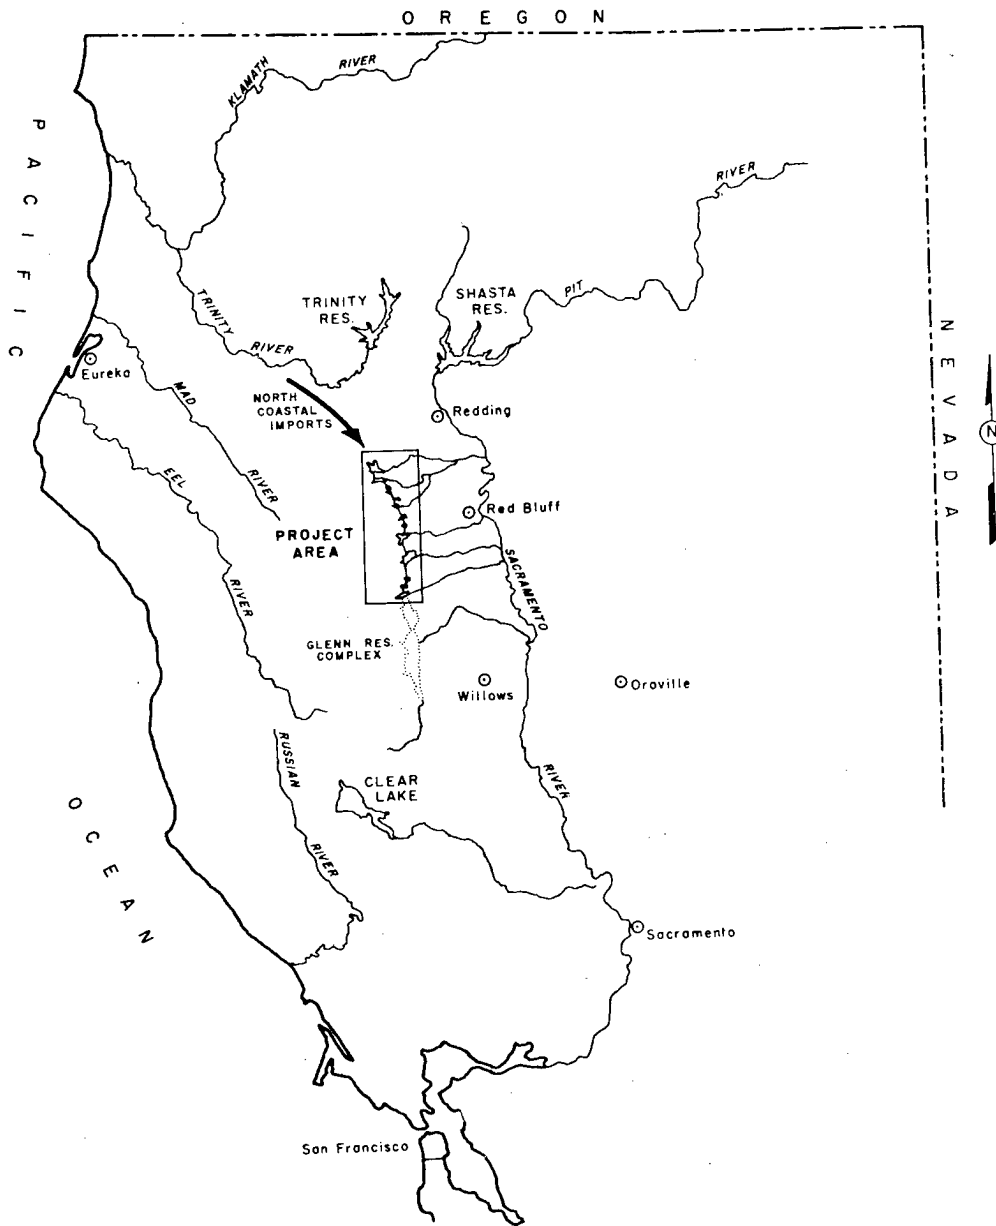 OREGON
KLAMATH RIVER
PACIFIC
RIVER
TRINITY
RES.
SHASTA
RES.
PIT
TRINITY
RIVER
NEVADA
Eureka
MAD
RIVER
NORTH
COASTAL
IMPORTS
Redding
N
EEL
RIVER
Red Bluff
PROJECT
AREA
SACRAMENTO
GLENN RES.
COMPLEX
Willows
Oroville
RUSSIAN
RIVER
CLEAR
LAKE
RIVER
OCEAN
Sacramento
San Francisco